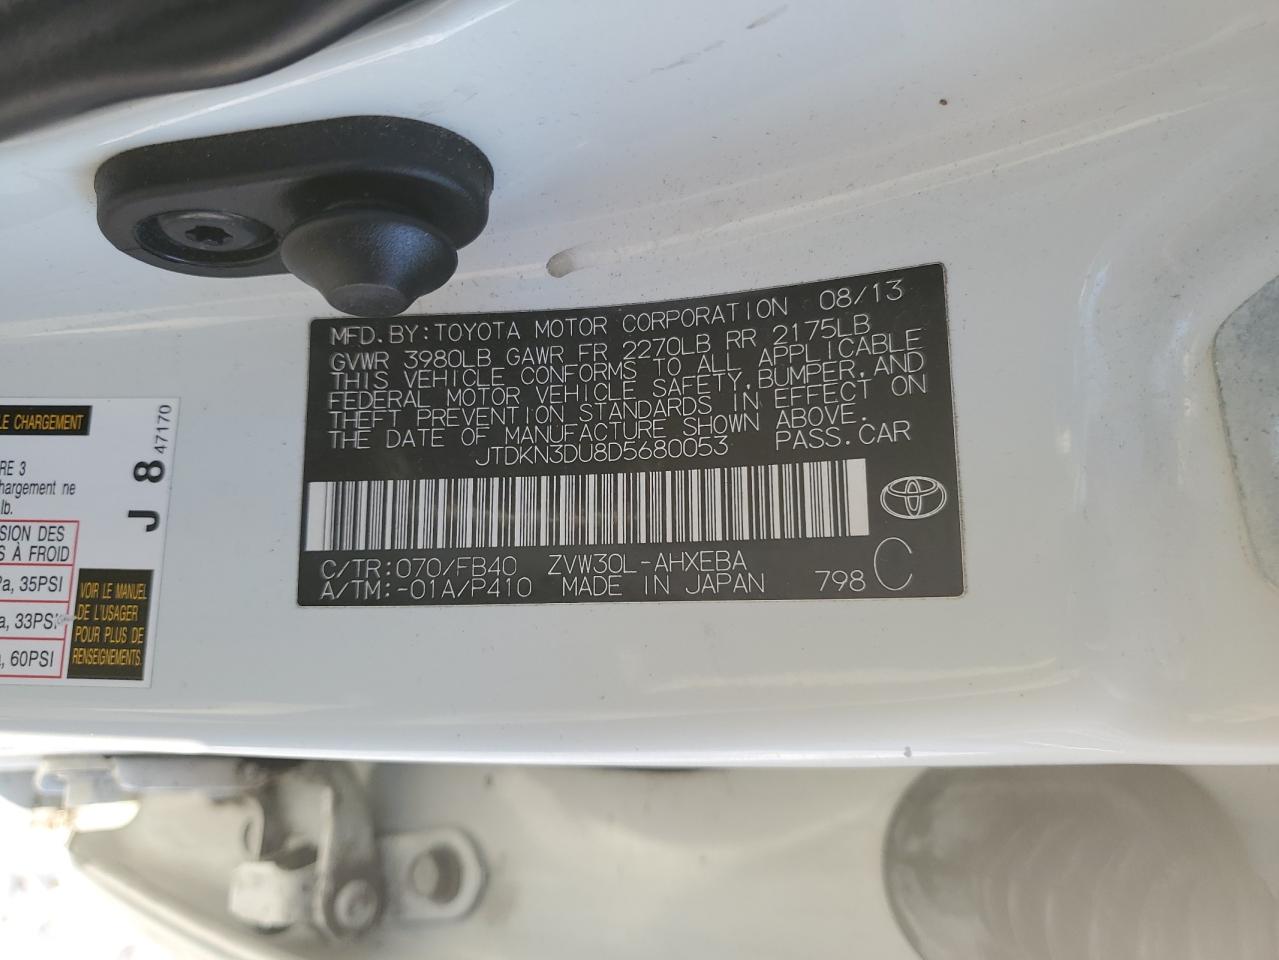 MFD.BY:TOYOTA MOTOR CORPORATION 08/13
GVWR 3980LB GAWR FR 2270LB RR 2175LB
THIS VEHICLE CONFORMS TO ALL APPLICABLE
FEDERAL MOTOR VEHICLE SAFETY,BUMPER,AND
THEFT PREVENTION STANDARDS IN EFFECT ON
THE DATE OF MANUFACTURE SHOWN ABOVE.
JTDKN3DU8D5680053 PASS.CAR
C/TR:070/FB40 ZVW30L-AHXEBA
A/TM:-01A/P410 MADE IN JAPAN 798 C
LE CHARGEMENT
47170
J 8
RE 3
chargement ne
lb.
SION DES
S À FROID
Pa, 35PSI
a, 33PSI
a, 60PSI
VOIR LE MANUEL
DE L'USAGER
POUR PLUS DE
RENSEIGNEMENTS.